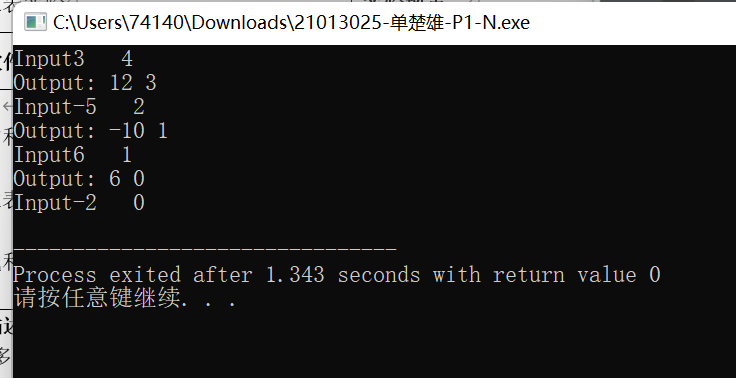 C:\Users\74140\Downloads\21013025-单楚雄-P1-N.exe
Input3   4
Output: 12 3
Input-5   2
Output: -10 1
Input6   1
Output: 6 0
Input-2   0
--------------------------------
Process exited after 1.343 seconds with return value 0
请按任意键继续. . .